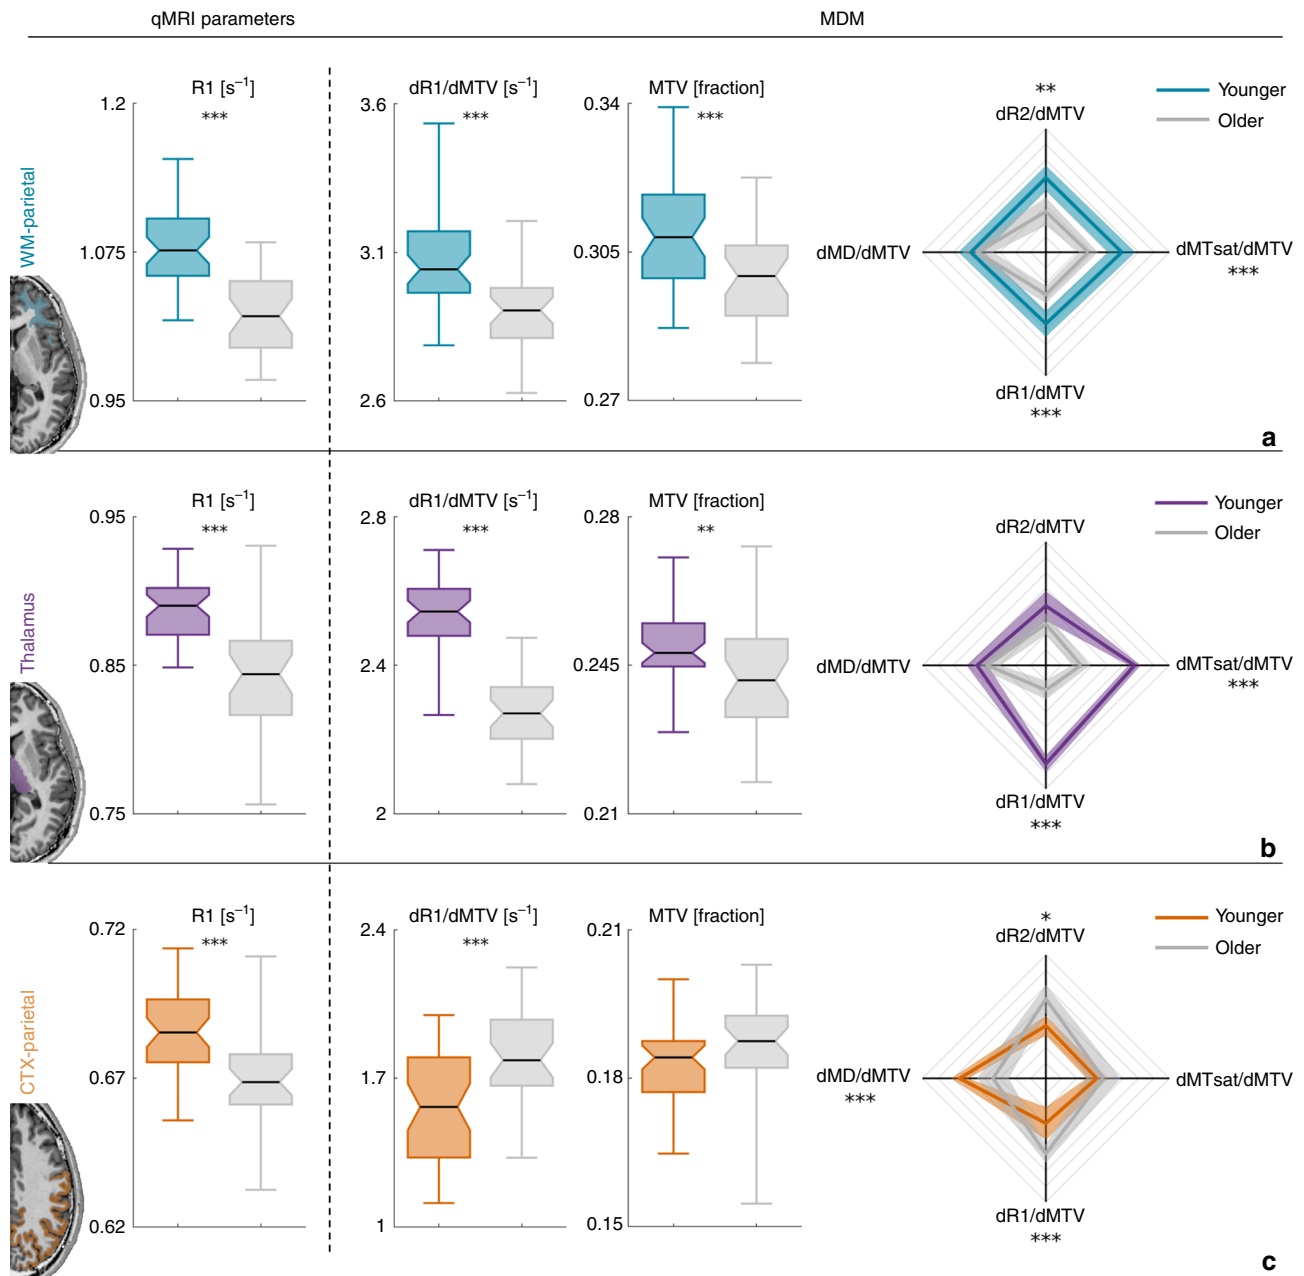 qMRI parameters
MDM
WM-parietal
R1 [s⁻¹]
***
1.2
1.075
0.95
dR1/dMTV [s⁻¹]
***
3.6
3.1
2.6
MTV [fraction]
***
0.34
0.305
0.27
**
dR2/dMTV
dMD/dMTV
dMTsat/dMTV
***
dR1/dMTV
***
Younger
Older
a
Thalamus
R1 [s⁻¹]
***
0.95
0.85
0.75
dR1/dMTV [s⁻¹]
***
2.8
2.4
2
MTV [fraction]
**
0.28
0.245
0.21
dR2/dMTV
dMD/dMTV
dMTsat/dMTV
***
dR1/dMTV
***
Younger
Older
b
CTX-parietal
R1 [s⁻¹]
***
0.72
0.67
0.62
dR1/dMTV [s⁻¹]
***
2.4
1.7
1
MTV [fraction]
0.21
0.18
0.15
*
dR2/dMTV
dMD/dMTV
***
dMTsat/dMTV
dR1/dMTV
***
Younger
Older
c